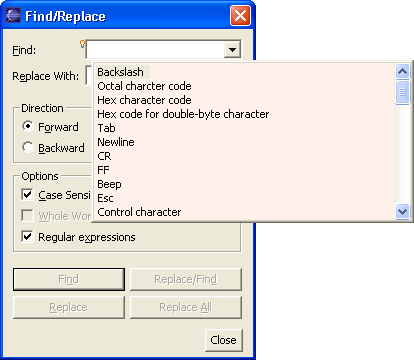 Find/Replace
Find:
Replace With:
Backslash
Octal charcter code
Hex character code
Hex code for double-byte character
Tab
Newline
CR
FF
Beep
Esc
Control character
Direction
Forward
Backward
Options
Case Sensi
Whole Wor
Regular expressions
Find Replace/Find
Replace Replace All
Close